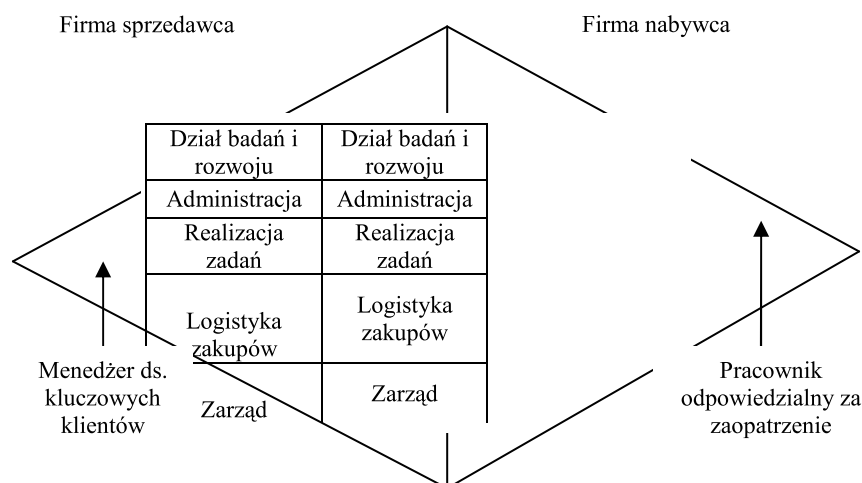 Firma sprzedawca
Firma nabywca
Dział badań i
rozwoju
Dział badań i
rozwoju
Administracja
Administracja
Realizacja
zadań
Realizacja
zadań
Logistyka
zakupów
Logistyka
zakupów
Zarząd
Zarząd
Menedżer ds.
kluczowych
klientów
Pracownik
odpowiedzialny za
zaopatrzenie